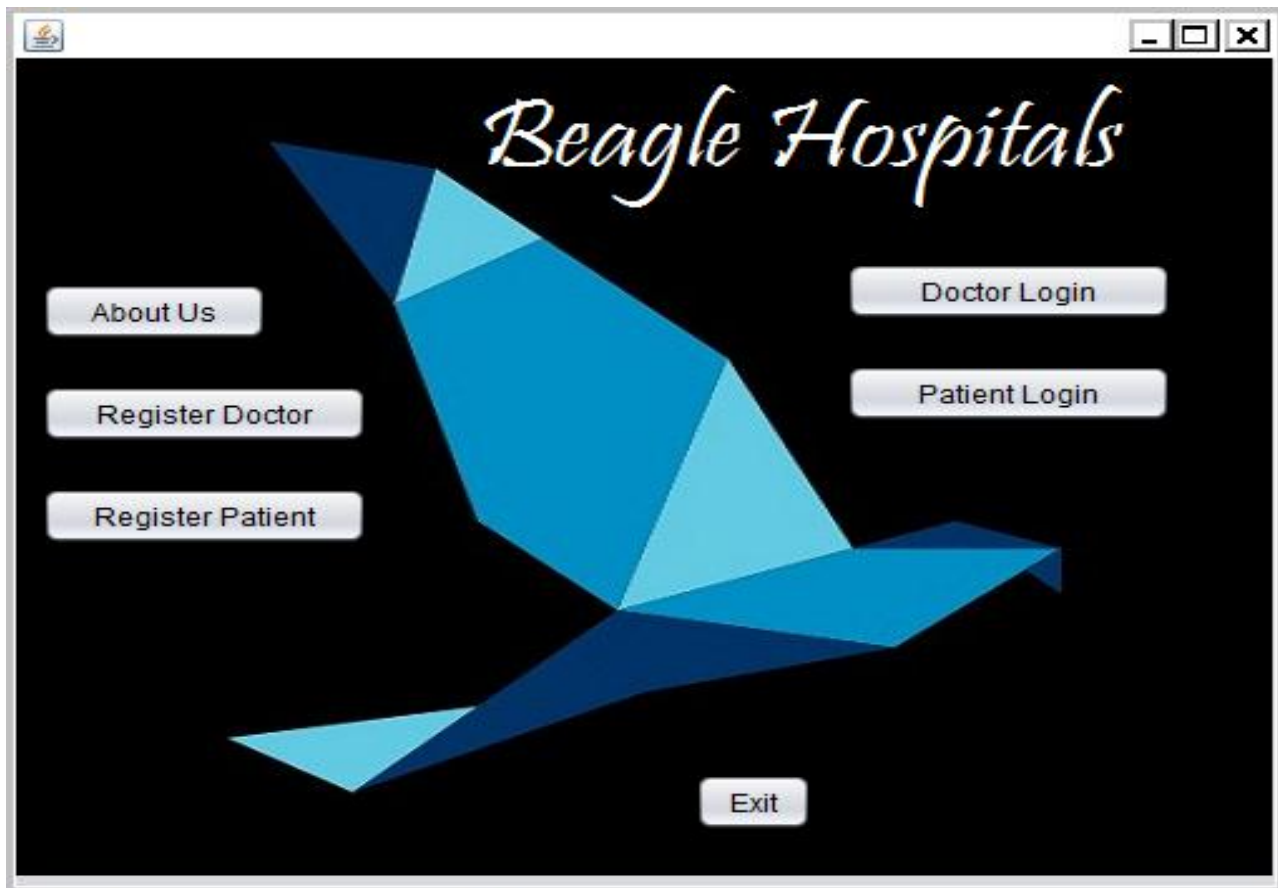 Beagle Hospitals
About Us
Register Doctor
Register Patient
Doctor Login
Patient Login
Exit